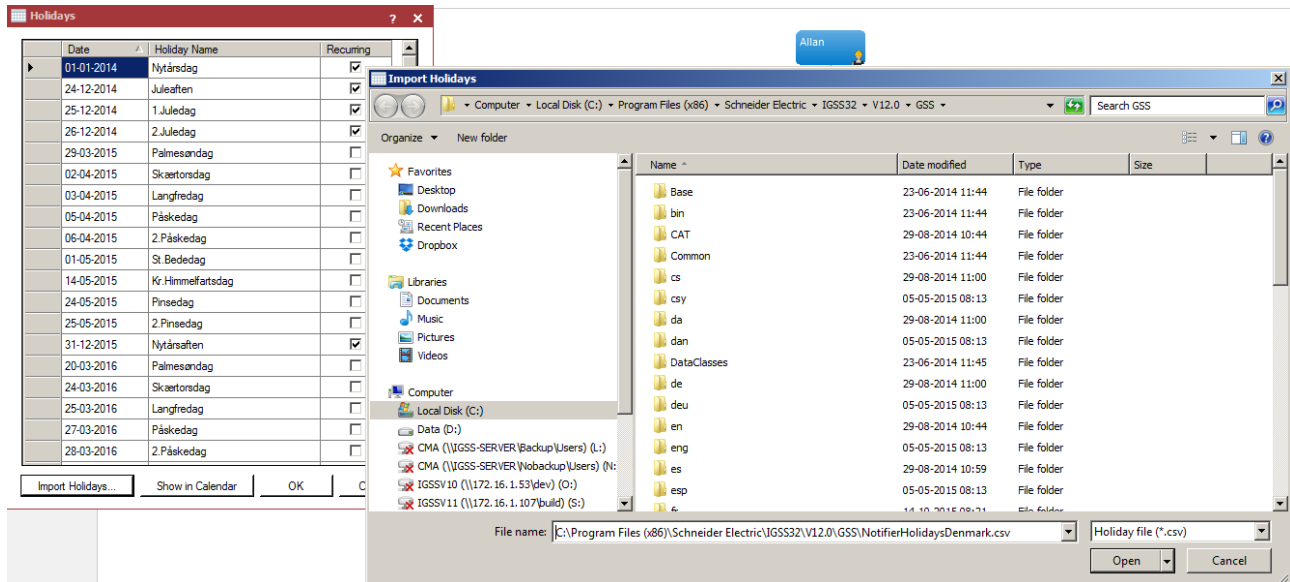 Holidays
? ×
Date Holiday Name Recurring
01-01-2014 Nytårsdag
24-12-2014 Juleaften
25-12-2014 1.Juledag
26-12-2014 2.Juledag
29-03-2015 Palmesøndag
02-04-2015 Skærtorsdag
03-04-2015 Langfredag
05-04-2015 Påskedag
06-04-2015 2.Påskedag
01-05-2015 St.Bededag
14-05-2015 Kr.Himmelfartsdag
24-05-2015 Pinsedag
25-05-2015 2.Pinsedag
31-12-2015 Nytårsaften
20-03-2016 Palmesøndag
24-03-2016 Skærtorsdag
25-03-2016 Langfredag
27-03-2016 Påskedag
28-03-2016 2.Påskedag
Import Holidays... Show in Calendar OK C
Allan
Import Holidays
Computer Local Disk (C:) Program Files (x86) Schneider Electric IGSS32 V12.0 GSS Search GSS
Organize New folder
Favorites
Desktop
Downloads
Recent Places
Dropbox
Libraries
Documents
Music
Pictures
Videos
Computer
Local Disk (C:)
Data (D:)
CMA (\\IGSS-SERVER\Backup\Users) (L:)
CMA (\\IGSS-SERVER\Nobackup\Users) (N:
IGSSV10 (\\172.16.1.53\dev) (O:)
IGSSV11 (\\172.16.1.107\build) (S:)
Name Date modified Type Size
Base 23-06-2014 11:44 File folder
bin 23-06-2014 11:44 File folder
CAT 29-08-2014 10:44 File folder
Common 23-06-2014 11:44 File folder
cs 29-08-2014 11:00 File folder
csy 05-05-2015 08:13 File folder
da 29-08-2014 11:00 File folder
dan 05-05-2015 08:13 File folder
DataClasses 23-06-2014 11:45 File folder
de 29-08-2014 11:00 File folder
deu 05-05-2015 08:13 File folder
en 29-08-2014 10:44 File folder
eng 05-05-2015 08:13 File folder
es 29-08-2014 10:59 File folder
esp 05-05-2015 08:13 File folder
fr 14-10-2015 08:21 File folder
File name: C:\Program Files (x86)\Schneider Electric\IGSS32\V12.0\GSS\NotifierHolidaysDenmark.csv Holiday file (*.csv)
Open Cancel